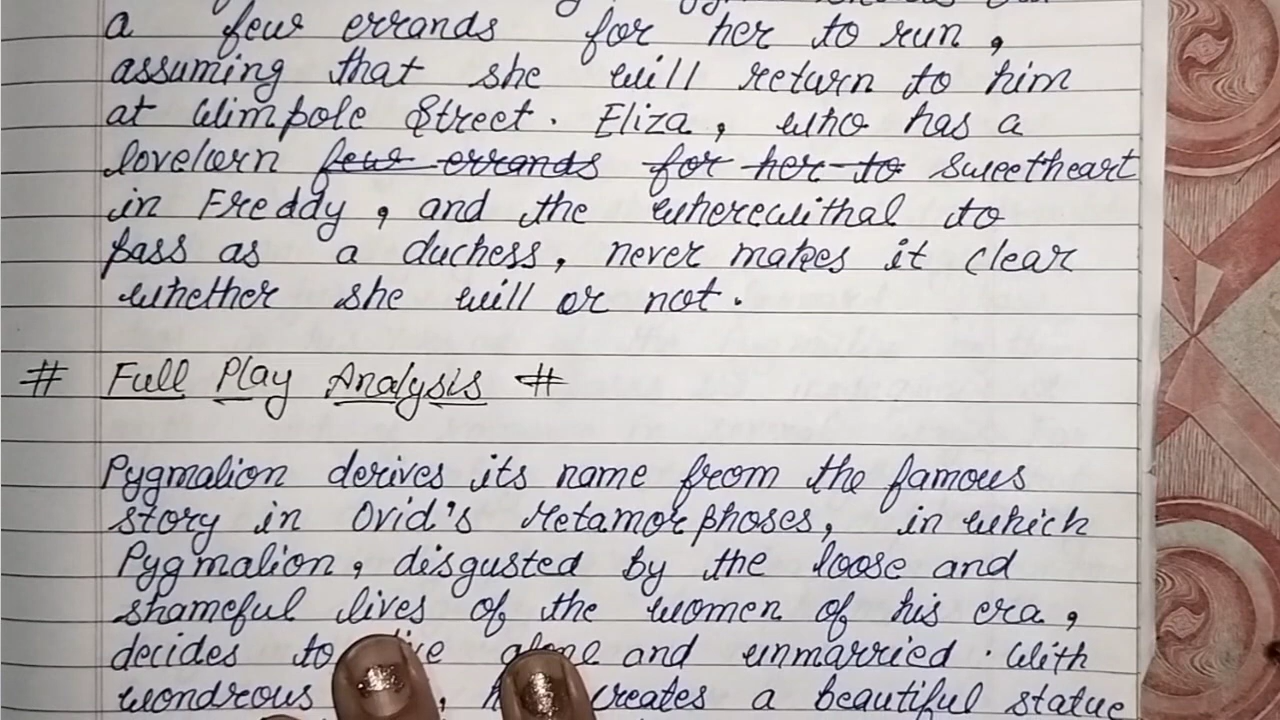 a few errands for her to run,
assuming that she will return to him
at Wimpole Street. Eliza, who has a
lovelorn few errands for her to sweetheart
in Freddy, and the wherewithal to
pass as a duchess, never makes it clear
whether she will or not.
# Full Play Analysis #
Pygmalion derives its name from the famous
story in Ovid's Metamorphoses, in which
Pygmalion, disgusted by the loose and
shameful lives of the women of his era,
decides to and unmarried. With
wondrous creates a beautiful statue